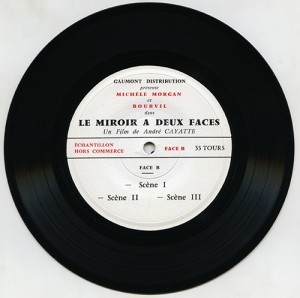 GAUMONT DISTRIBUTION
présente
MICHÈLE MORGAN
et
BOURVIL
dans
LE MIROIR A DEUX FACES
Un Film de André CAYATTE
ÉCHANTILLON
HORS COMMERCE
FACE B
33 TOURS
FACE B
— Scène I
— Scène II — Scène III